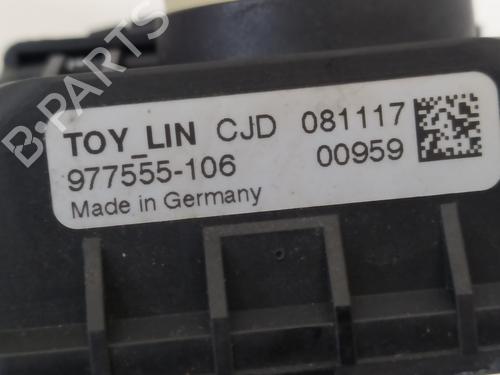 B-PARTS
TOY_LIN CJD 081117
977555-106 00959
Made in Germany